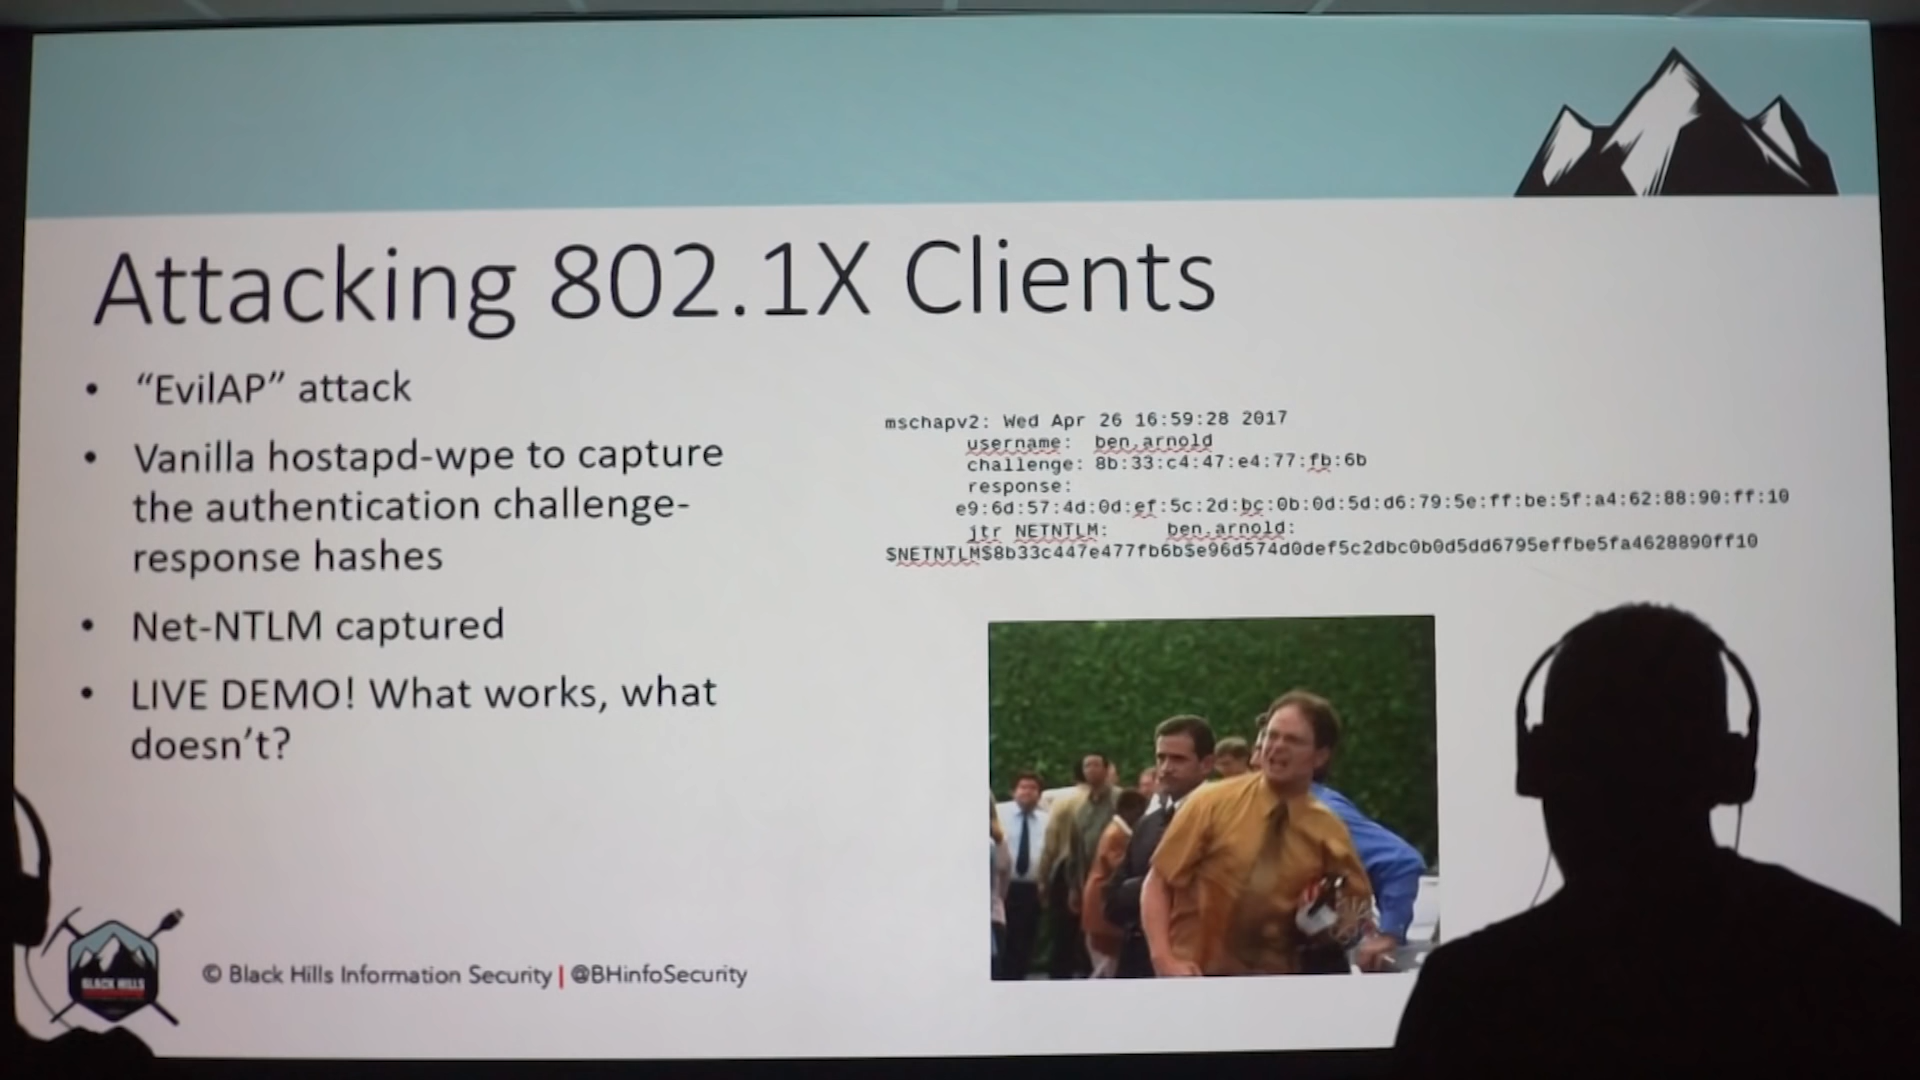 Attacking 802.1X Clients
• “EvilAP” attack
• Vanilla hostapd-wpe to capture
the authentication challenge-
response hashes
• Net-NTLM captured
• LIVE DEMO! What works, what
doesn’t?
mschapv2: Wed Apr 26 16:59:28 2017
username: ben.arnold
challenge: 8b:33:c4:47:e4:77:fb:6b
response:
e9:6d:57:4d:0d:ef:5c:2d:bc:0b:0d:5d:d6:79:5e:ff:be:5f:a4:62:88:90:ff:10
jtr NETNTLM: ben.arnold:
$NETNTLM$8b33c447e477fb6b$e96d574d0def5c2dbc0b0d5dd6795effbe5fa4628890ff10
BLACK HILLS
© Black Hills Information Security | @BHinfoSecurity